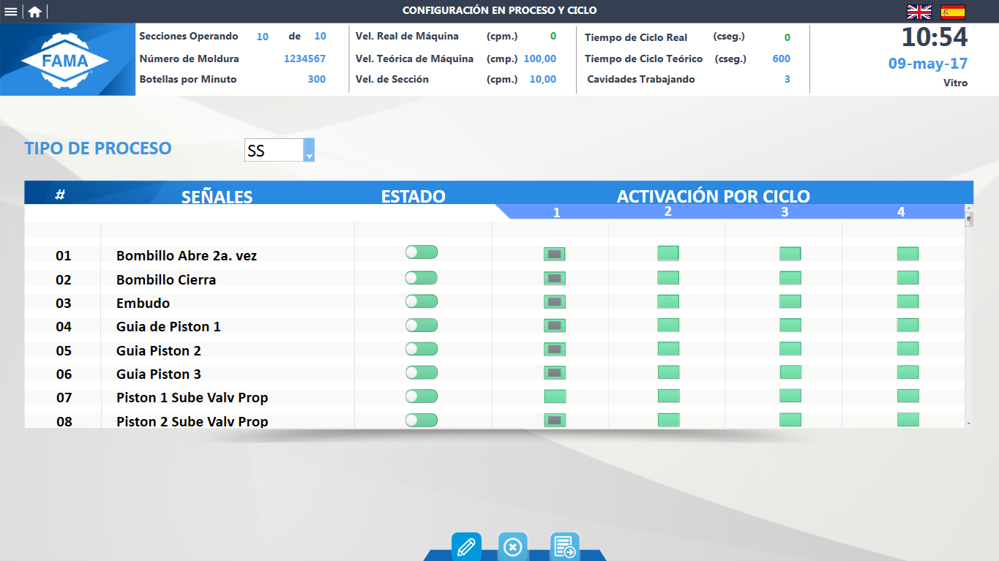 CONFIGURACIÓN EN PROCESO Y CICLO
FAMA
Secciones Operando 10 de 10
Número de Moldura 1234567
Botellas por Minuto 300
Vel. Real de Máquina (cpm.) 0
Vel. Teórica de Máquina (cmp.) 100,00
Vel. de Sección (cpm.) 10,00
Tiempo de Ciclo Real (cseg.) 0
Tiempo de Ciclo Teórico (cseg.) 600
Cavidades Trabajando 3
10:54
09-may-17
Vitro
TIPO DE PROCESO SS
# SEÑALES ESTADO ACTIVACIÓN POR CICLO
1 2 3 4
01 Bombillo Abre 2a. vez
02 Bombillo Cierra
03 Embudo
04 Guia de Piston 1
05 Guia Piston 2
06 Guia Piston 3
07 Piston 1 Sube Valv Prop
08 Piston 2 Sube Valv Prop